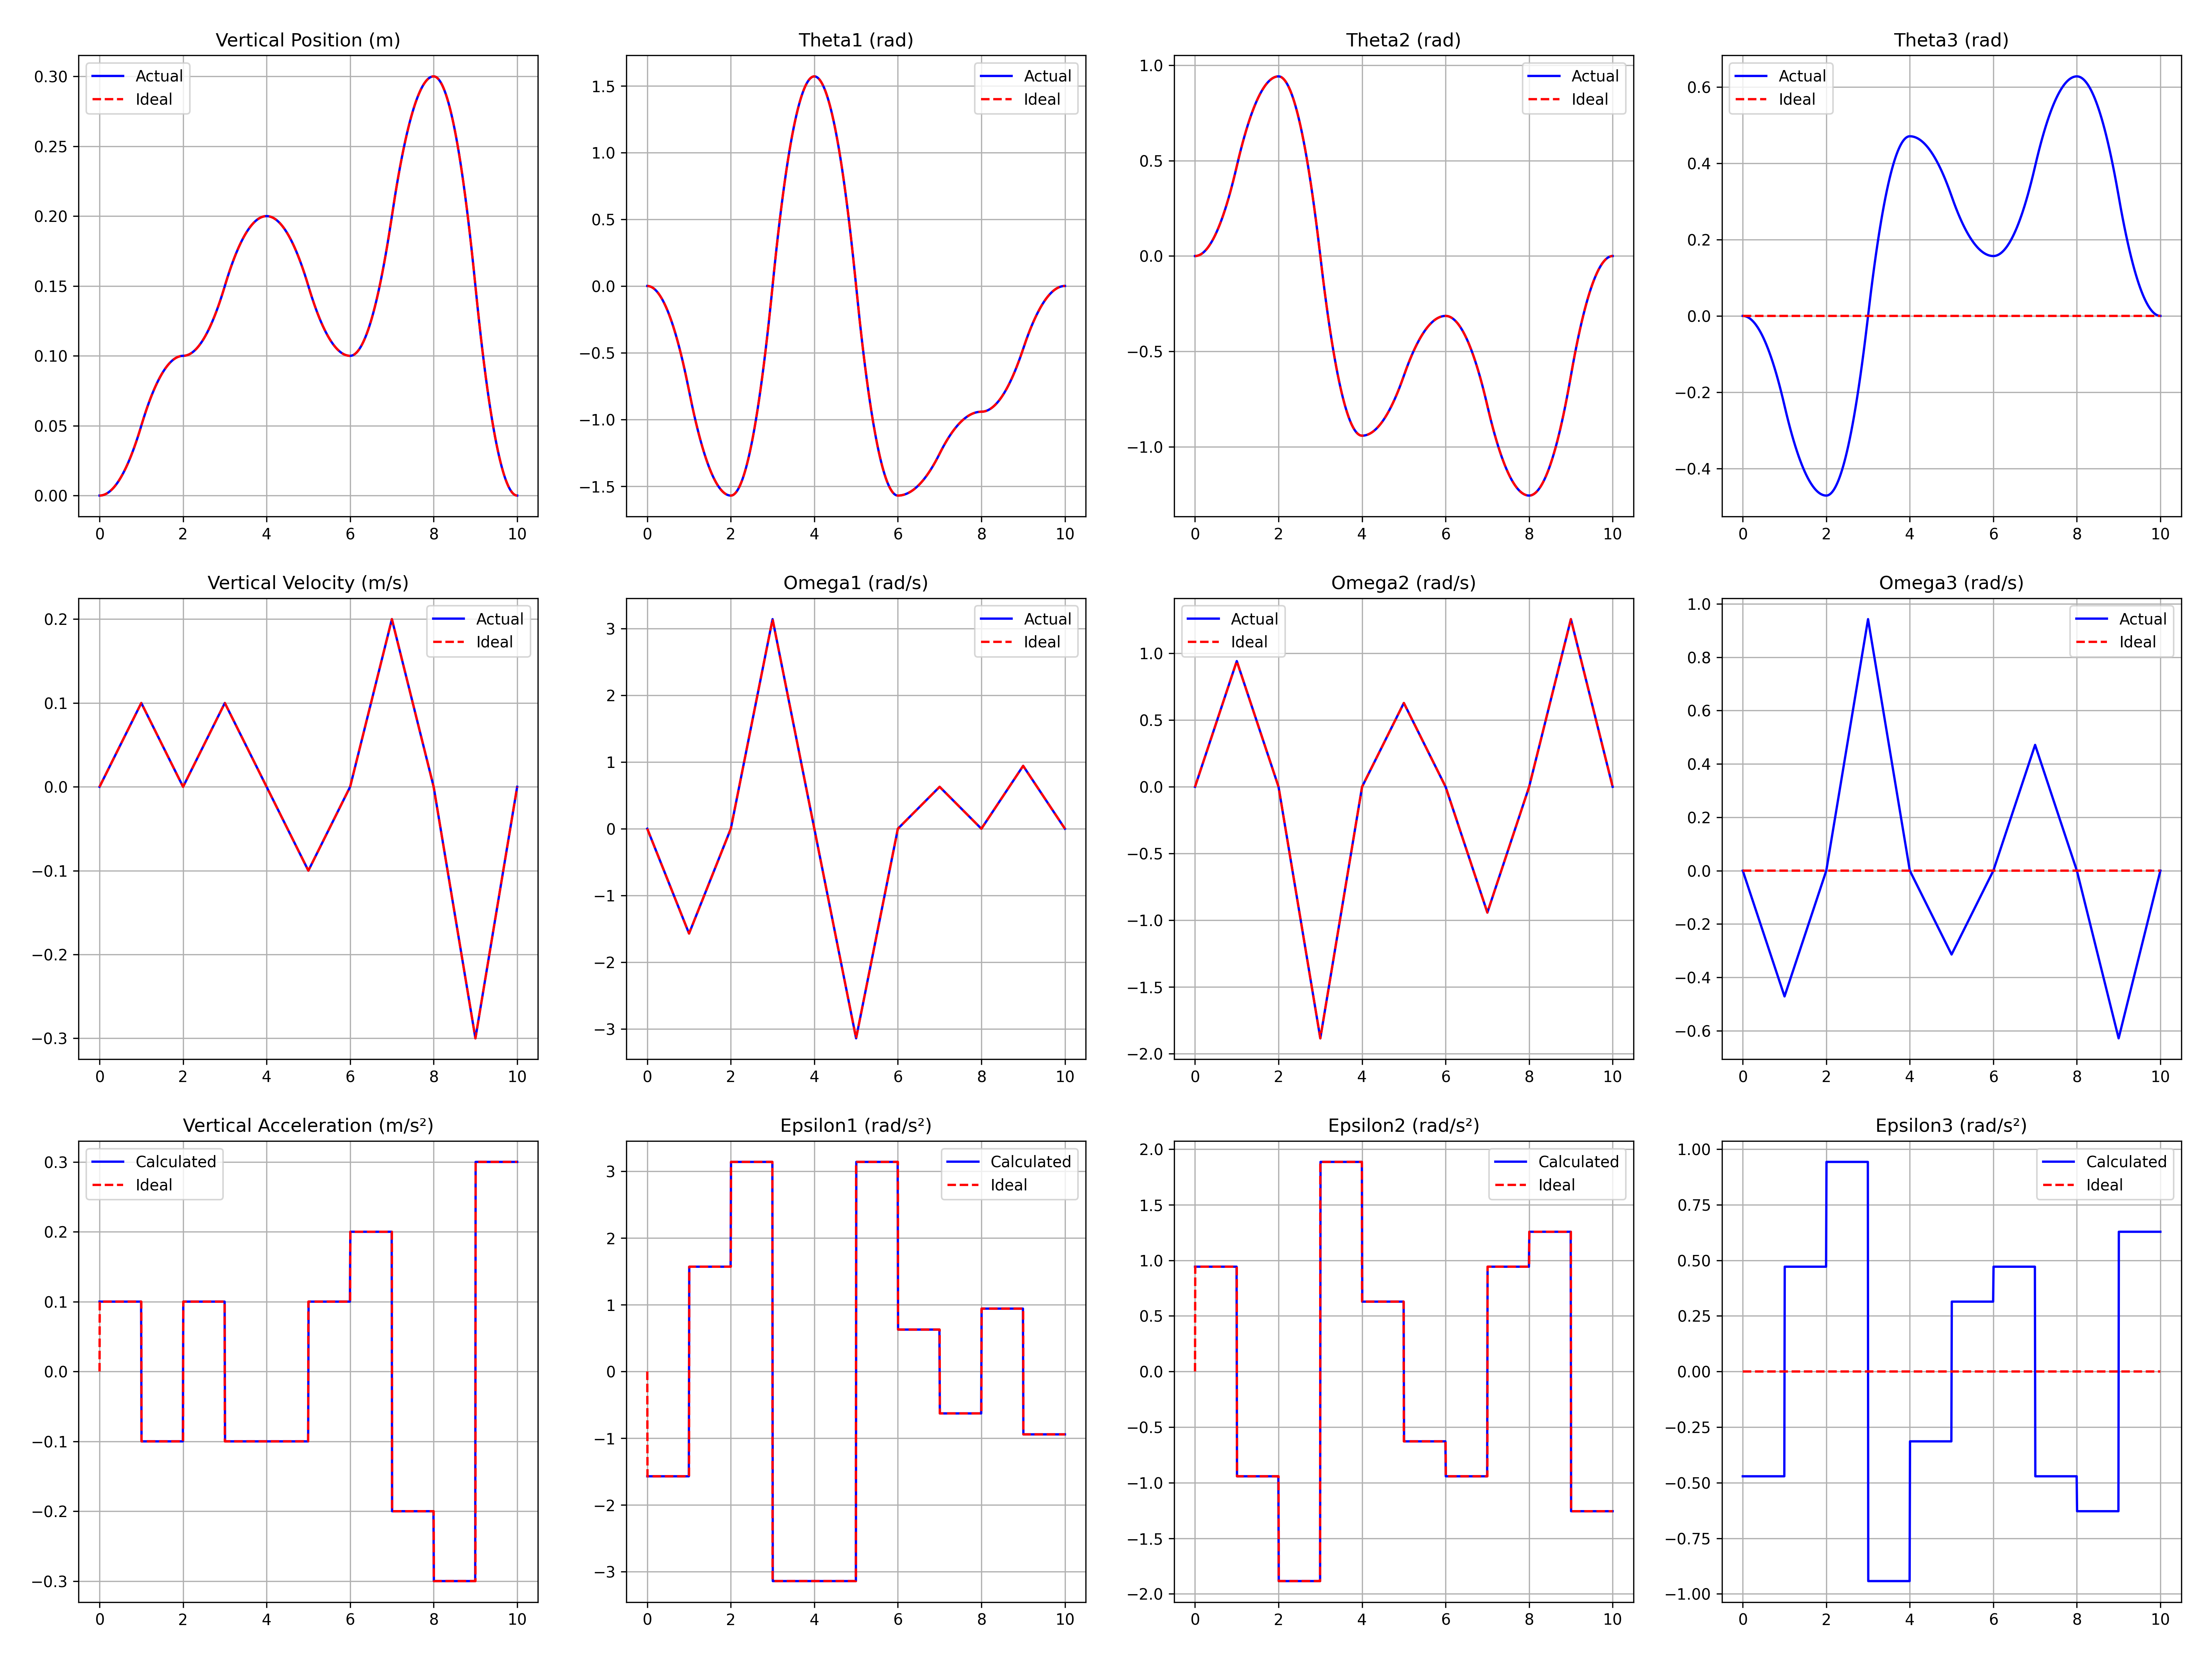 Vertical Position (m)
Actual
Ideal
0.30
0.25
0.20
0.15
0.10
0.05
0.00
0 2 4 6 8 10
Theta1 (rad)
Actual
Ideal
1.5
1.0
0.5
0.0
−0.5
−1.0
−1.5
0 2 4 6 8 10
Theta2 (rad)
Actual
Ideal
1.0
0.5
0.0
−0.5
−1.0
0 2 4 6 8 10
Theta3 (rad)
Actual
Ideal
0.6
0.4
0.2
0.0
−0.2
−0.4
0 2 4 6 8 10
Vertical Velocity (m/s)
Actual
Ideal
0.2
0.1
0.0
−0.1
−0.2
−0.3
0 2 4 6 8 10
Omega1 (rad/s)
Actual
Ideal
3
2
1
0
−1
−2
−3
0 2 4 6 8 10
Omega2 (rad/s)
Actual
Ideal
1.0
0.5
0.0
−0.5
−1.0
−1.5
−2.0
0 2 4 6 8 10
Omega3 (rad/s)
Actual
Ideal
1.0
0.8
0.6
0.4
0.2
0.0
−0.2
−0.4
−0.6
0 2 4 6 8 10
Vertical Acceleration (m/s²)
Calculated
Ideal
0.3
0.2
0.1
0.0
−0.1
−0.2
−0.3
0 2 4 6 8 10
Epsilon1 (rad/s²)
Calculated
Ideal
3
2
1
0
−1
−2
−3
0 2 4 6 8 10
Epsilon2 (rad/s²)
Calculated
Ideal
2.0
1.5
1.0
0.5
0.0
−0.5
−1.0
−1.5
−2.0
0 2 4 6 8 10
Epsilon3 (rad/s²)
Calculated
Ideal
1.00
0.75
0.50
0.25
0.00
−0.25
−0.50
−0.75
−1.00
0 2 4 6 8 10